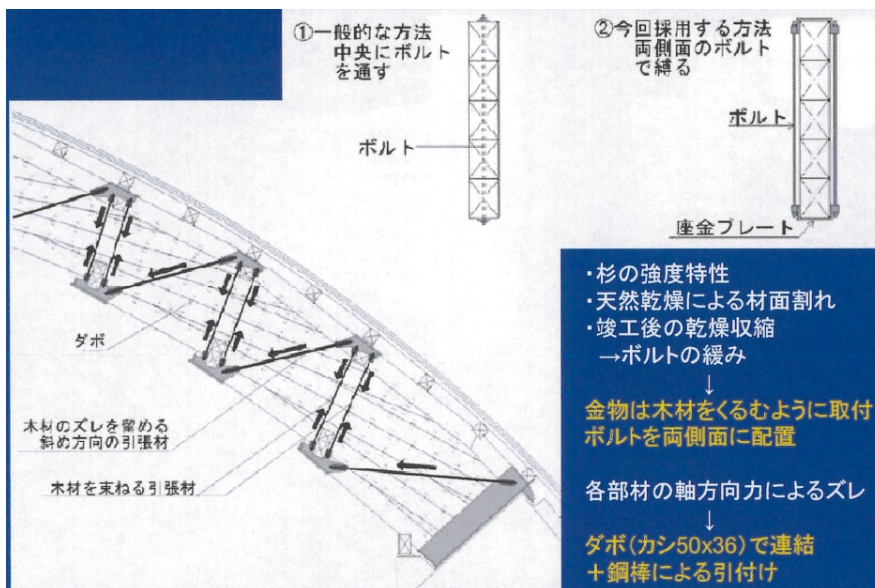 ①一般的な方法
中央にボルト
を通す
ボルト
②今回採用する方法
両側面のボルト
で縛る
ボルト
座金プレート
ダボ
木材のズレを留める
斜め方向の引張材
木材を束ねる引張材
・杉の強度特性
・天然乾燥による材面割れ
・竣工後の乾燥収縮
→ボルトの緩み
↓
金物は木材をくるむように取付
ボルトを両側面に配置
各部材の軸方向力によるズレ
↓
ダボ(カシ50x36)で連結
+鋼棒による引付け